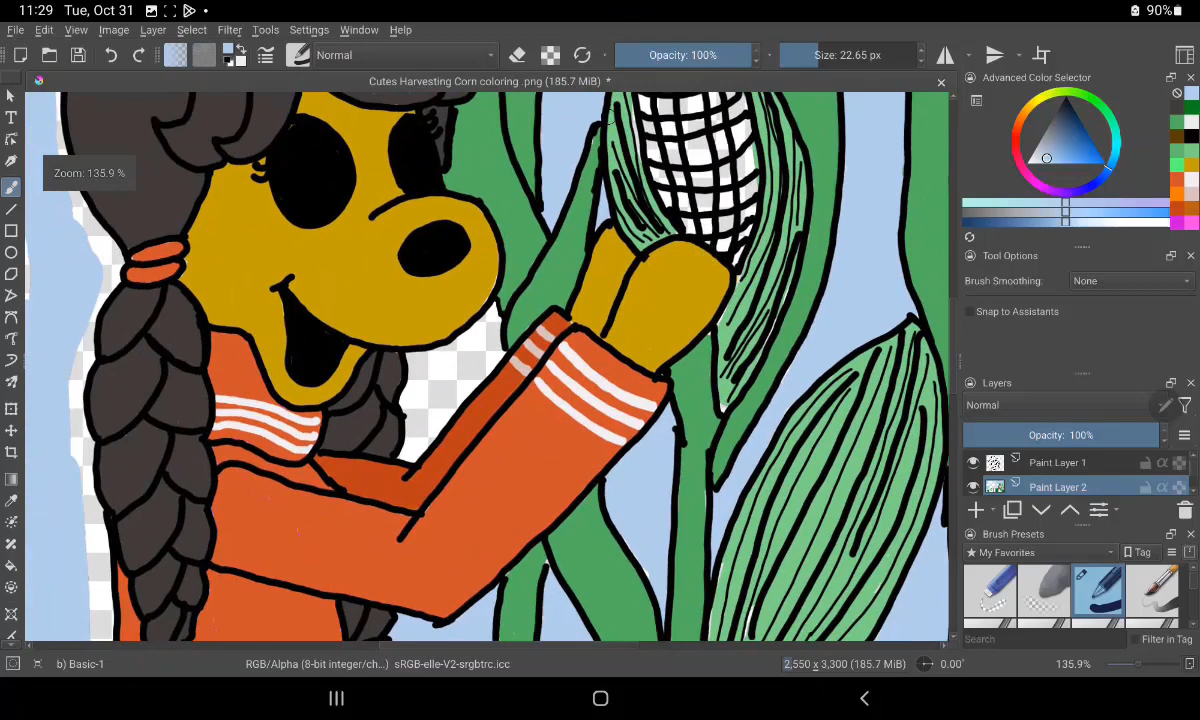 11:29 Tue, Oct 31 90%
File Edit View Image Layer Select Filter Tools Settings Window Help
Normal Opacity: 100% Size: 22.65 px
Cutes Harvesting Corn coloring .png (185.7 MiB) *
Advanced Color Selector
Zoom: 135.9 %
Tool Options
Brush Smoothing: None
Snap to Assistants
Layers
Normal
Opacity: 100%
Paint Layer 1
Paint Layer 2
Brush Presets
★ My Favorites Tag
Search Filter in Tag
b) Basic-1 RGB/Alpha (8-bit integer/ch...) sRGB-elle-V2-srgbtrc.icc 2,550 x 3,300 (185.7 MiB) 0.00° 135.9%